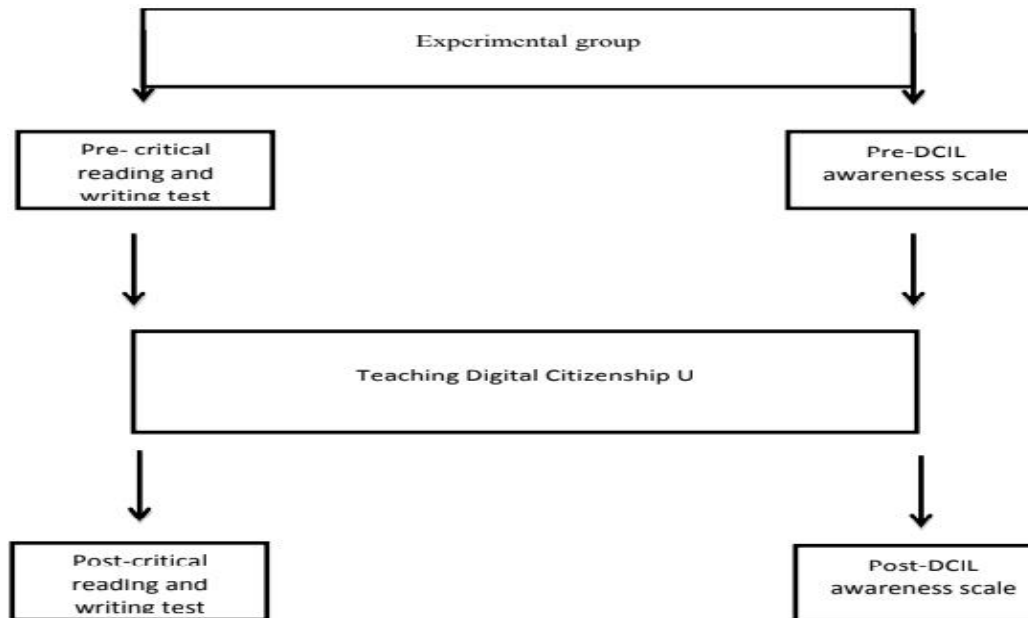 Experimental group
Pre- critical
reading and
writing test
Pre-DCIL
awareness scale
Teaching Digital Citizenship U
Post-critical
reading and
writing test
Post-DCIL
awareness scale